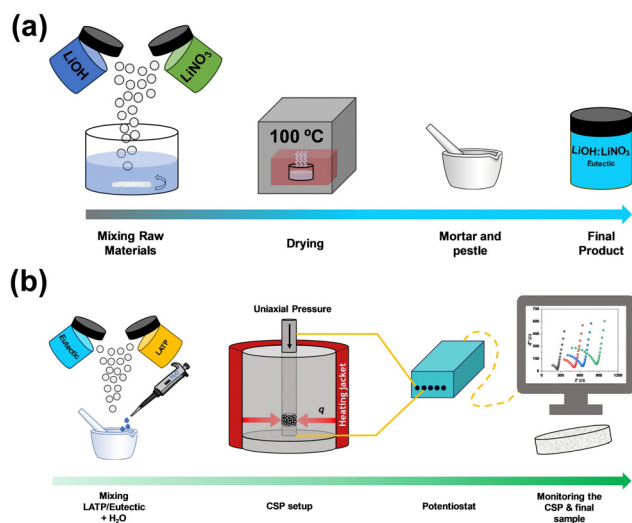 (a)
LiOH
LiNO3
100 ºC
LiOH:LiNO3
Eutectic
Mixing Raw
Materials
Drying
Mortar and
pestle
Final
Product
(b)
Eutectic
LATP
Uniaxial Pressure
Heating jacket
q
Mixing
LATP/Eutectic
+ H2O
CSP setup
Potentiostat
Monitoring the
CSP & final
sample